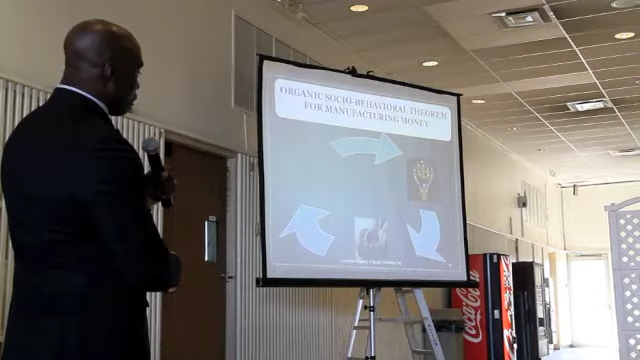 ORGANIC SOCIO-BEHAVIORAL THEOREM
FOR MANUFACTURING MONEY
Coca-Cola